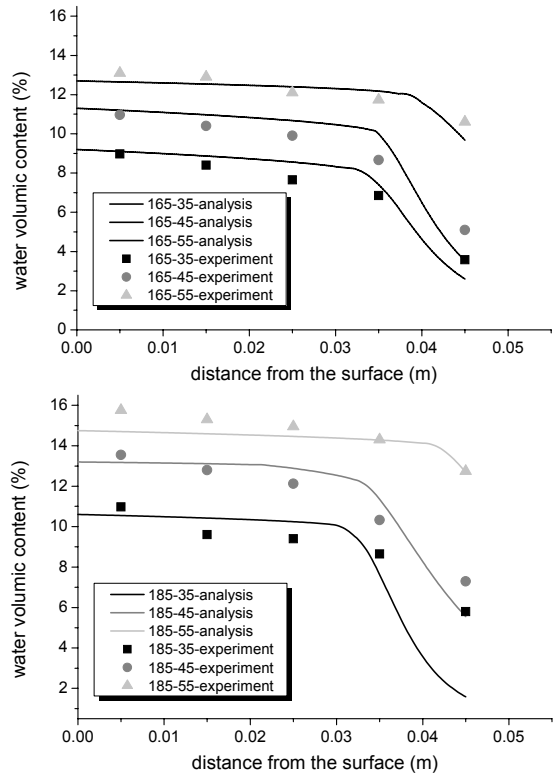 16
14
12
10
8
6
4
2
0
water volumic content (%)
165-35-analysis
165-45-analysis
165-55-analysis
165-35-experiment
165-45-experiment
165-55-experiment
0.00 0.01 0.02 0.03 0.04 0.05
distance from the surface (m)
16
14
12
10
8
6
4
2
water volumic content (%)
185-35-analysis
185-45-analysis
185-55-analysis
185-35-experiment
185-45-experiment
185-55-experiment
0.00 0.01 0.02 0.03 0.04 0.05
distance from the surface (m)